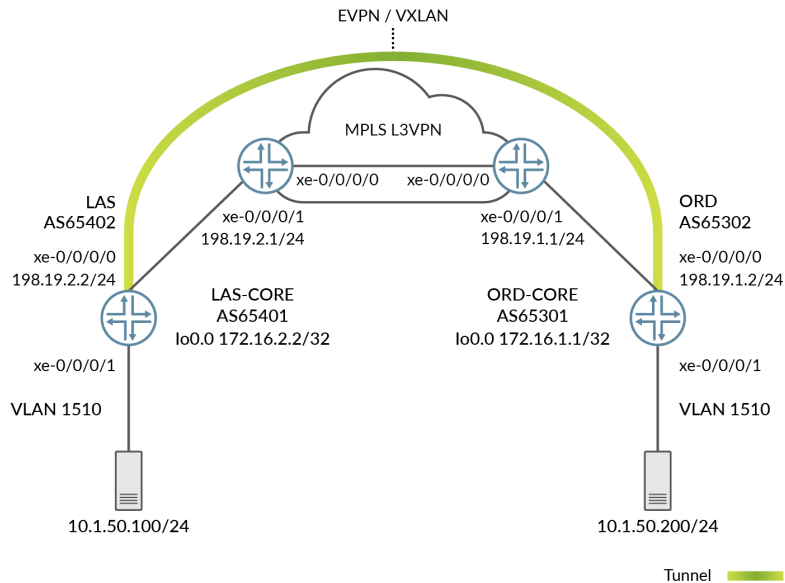 EVPN / VXLAN
MPLS L3VPN
xe-0/0/0/0
xe-0/0/0/0
LAS
AS65402
xe-0/0/0/1
198.19.2.1/24
xe-0/0/0/1
198.19.1.1/24
ORD
AS65302
xe-0/0/0/0
198.19.2.2/24
xe-0/0/0/0
198.19.1.2/24
LAS-CORE
AS65401
lo0.0 172.16.2.2/32
ORD-CORE
AS65301
lo0.0 172.16.1.1/32
xe-0/0/0/1
xe-0/0/0/1
VLAN 1510
VLAN 1510
10.1.50.100/24
10.1.50.200/24
Tunnel